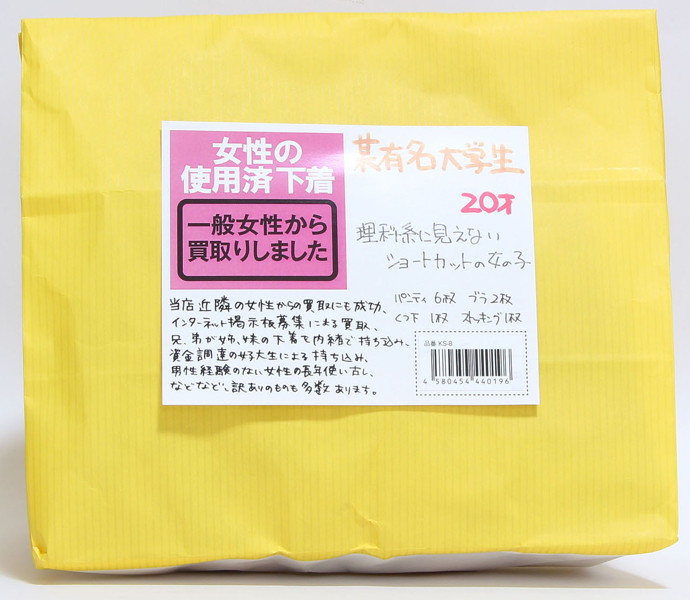 女性の
使用済下着
一般女性から
買取りしました
某有名大学生
20才
理科系に見えない
ショートカットの女の子
パンティ 6枚 ブラ 2枚
くつ下 1枚 ストッキング 1枚
当店近隣の女性からの買取にも成功、
インターネット掲示板募集による買取、
兄、弟が姉、妹の下着を内緒で持ち込み、
資金調達の女子大生による持ち込み、
男性経験のない女性の長年使い古し、
などなど、訳ありのものも多数あります。
品番 KS-8
4 580454 440196